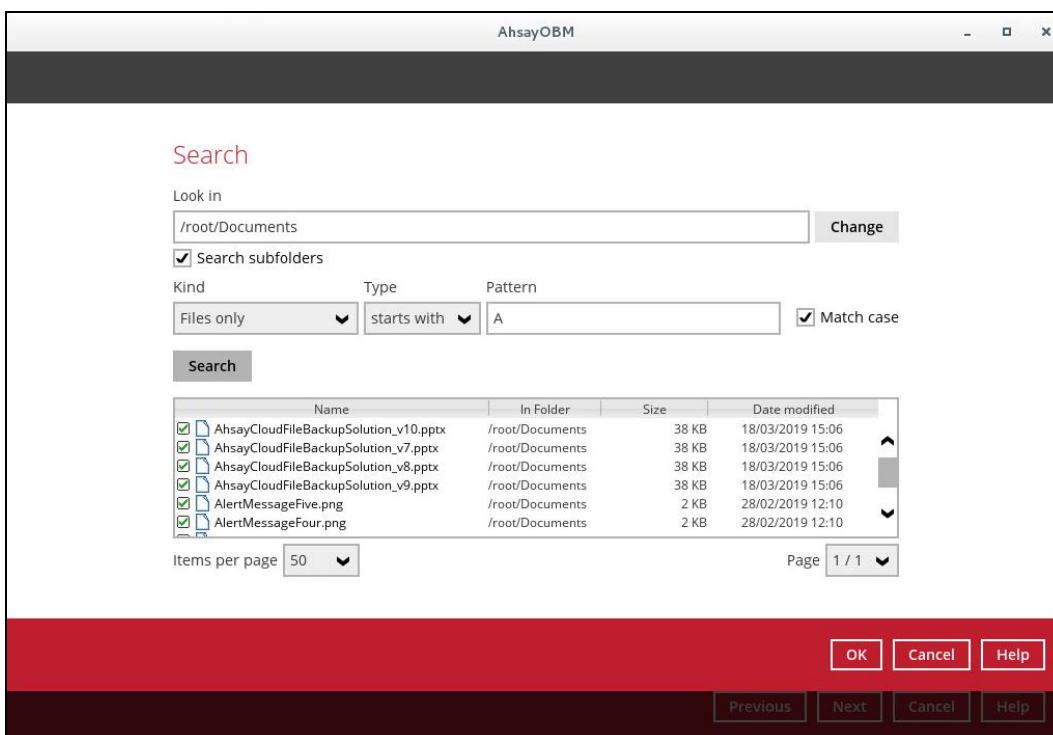 AhsayOBM
Search
Look in
/root/Documents
Change
Search subfolders
Kind Type Pattern
Files only starts with A Match case
Search
Name In Folder Size Date modified
AhsayCloudFileBackupSolution_v10.pptx /root/Documents 38 KB 18/03/2019 15:06
AhsayCloudFileBackupSolution_v7.pptx /root/Documents 38 KB 18/03/2019 15:06
AhsayCloudFileBackupSolution_v8.pptx /root/Documents 38 KB 18/03/2019 15:06
AhsayCloudFileBackupSolution_v9.pptx /root/Documents 38 KB 18/03/2019 15:06
AlertMessageFive.png /root/Documents 2 KB 28/02/2019 12:10
AlertMessageFour.png /root/Documents 2 KB 28/02/2019 12:10
Items per page 50 Page 1 / 1
OK Cancel Help
Previous Next Cancel Help